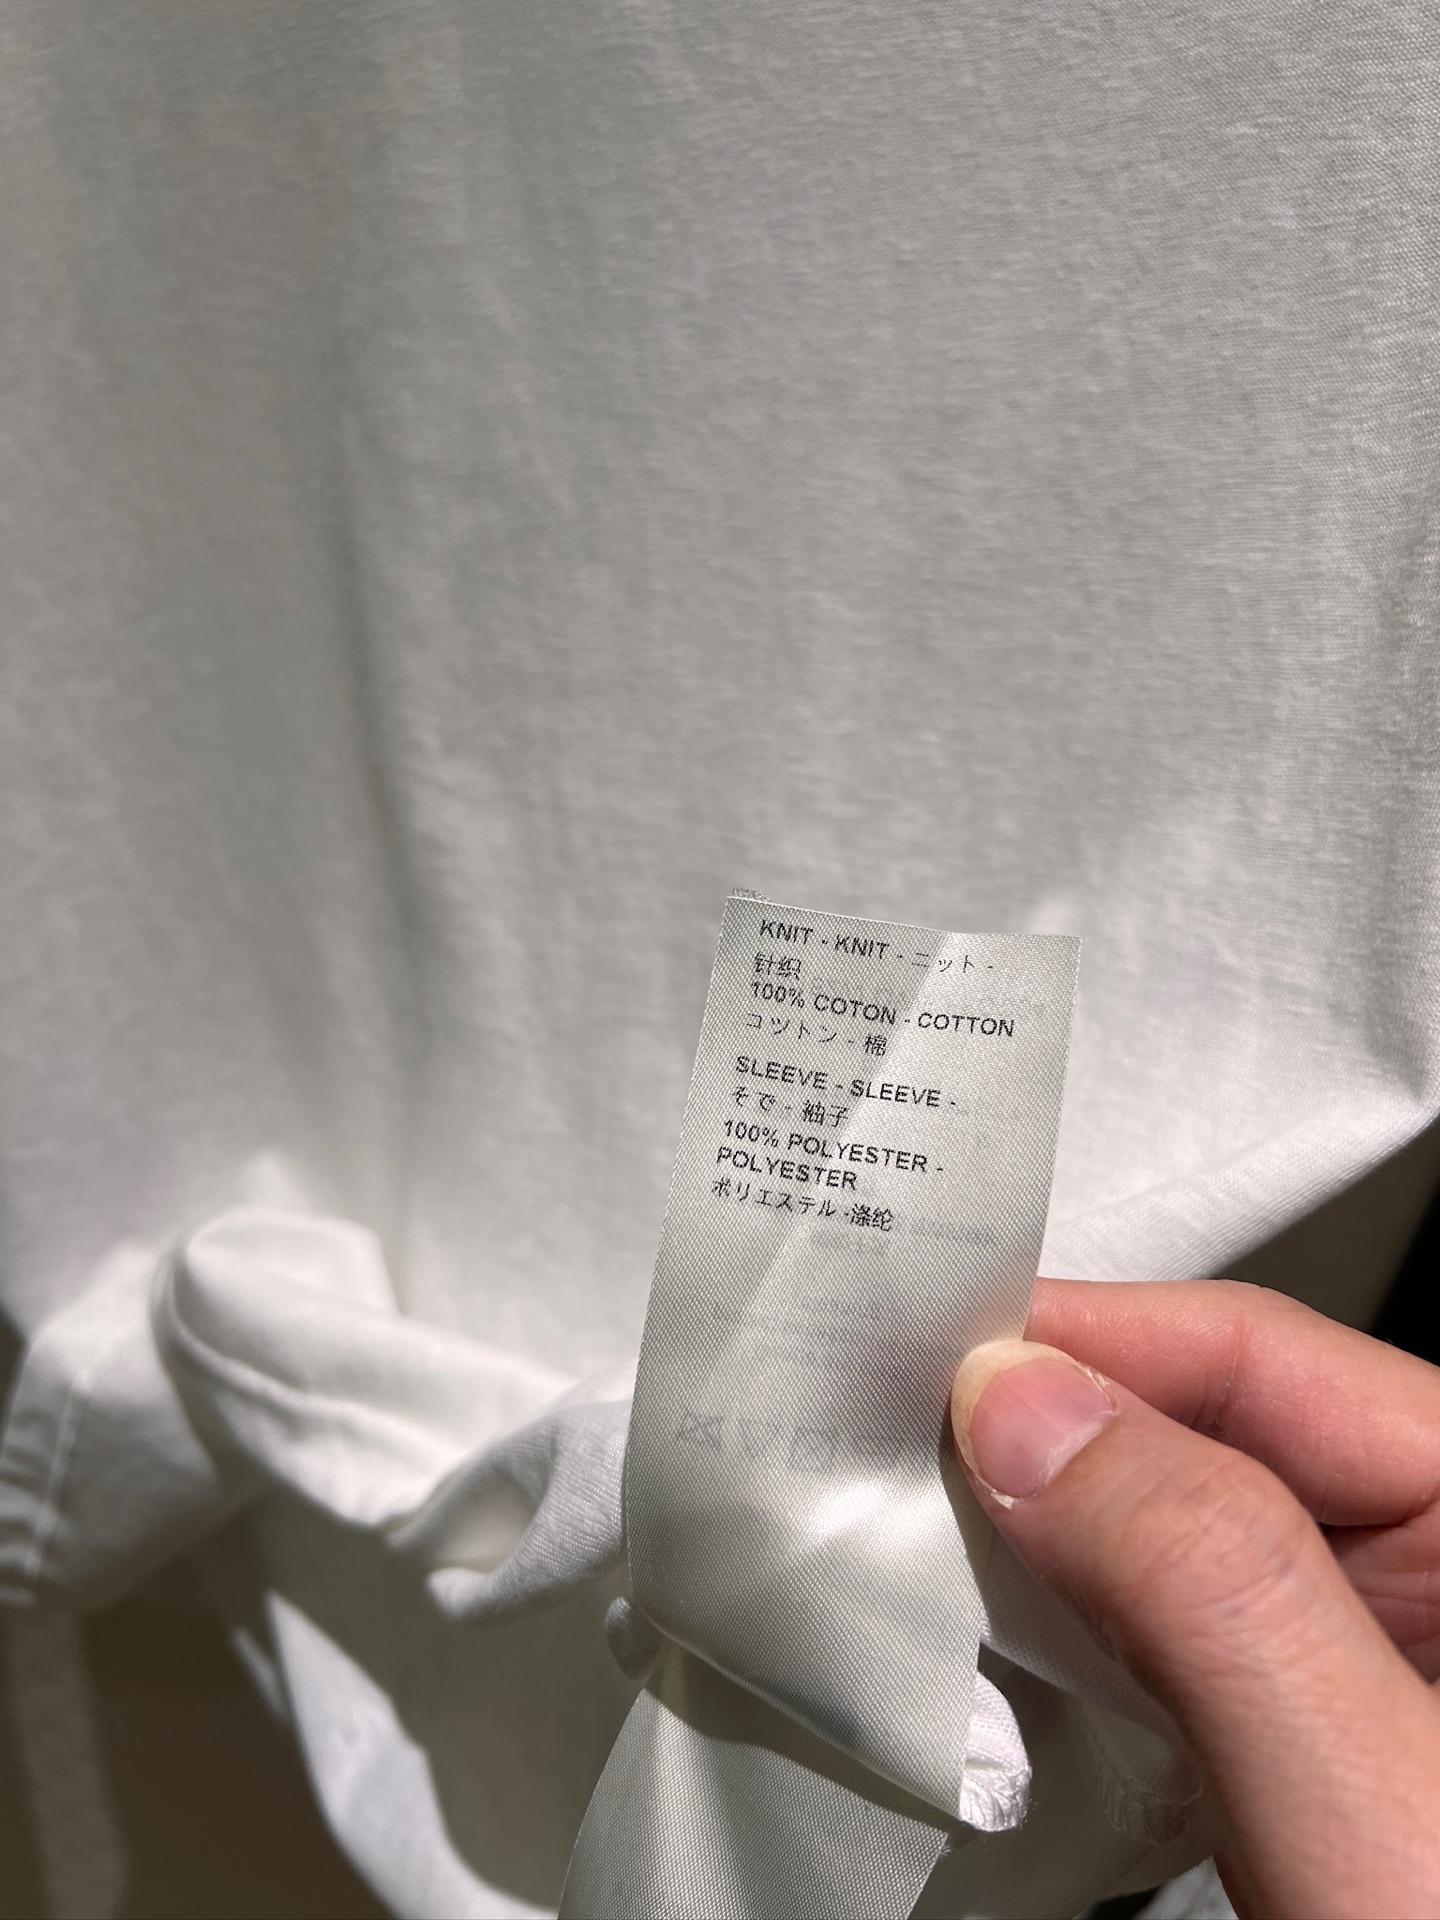 KNIT - KNIT - ニット -
针织
100% COTON - COTTON
コットン - 棉
SLEEVE - SLEEVE -
そで - 袖子
100% POLYESTER -
POLYESTER
ポリエステル -涤纶